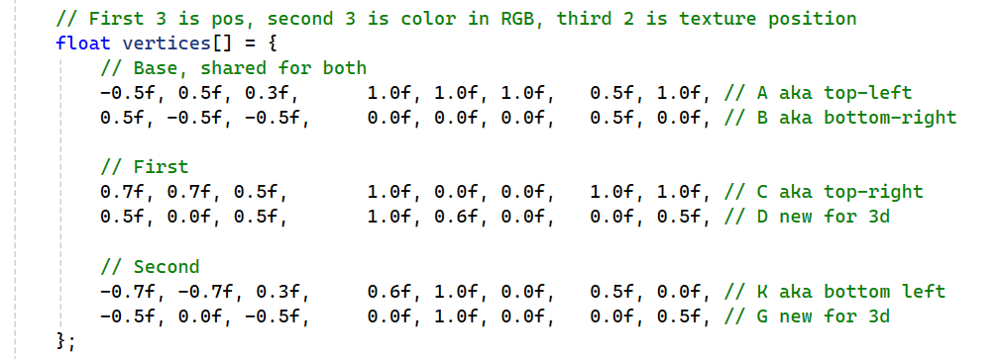 // First 3 is pos, second 3 is color in RGB, third 2 is texture position
float vertices[] = {
// Base, shared for both
-0.5f, 0.5f, 0.3f, 1.0f, 1.0f, 1.0f, 0.5f, 1.0f, // A aka top-left
0.5f, -0.5f, -0.5f, 0.0f, 0.0f, 0.0f, 0.5f, 0.0f, // B aka bottom-right
// First
0.7f, 0.7f, 0.5f, 1.0f, 0.0f, 0.0f, 1.0f, 1.0f, // C aka top-right
0.5f, 0.0f, 0.5f, 1.0f, 0.6f, 0.0f, 0.0f, 0.5f, // D new for 3d
// Second
-0.7f, -0.7f, 0.3f, 0.6f, 1.0f, 0.0f, 0.5f, 0.0f, // K aka bottom left
-0.5f, 0.0f, -0.5f, 0.0f, 1.0f, 0.0f, 0.0f, 0.5f, // G new for 3d
};